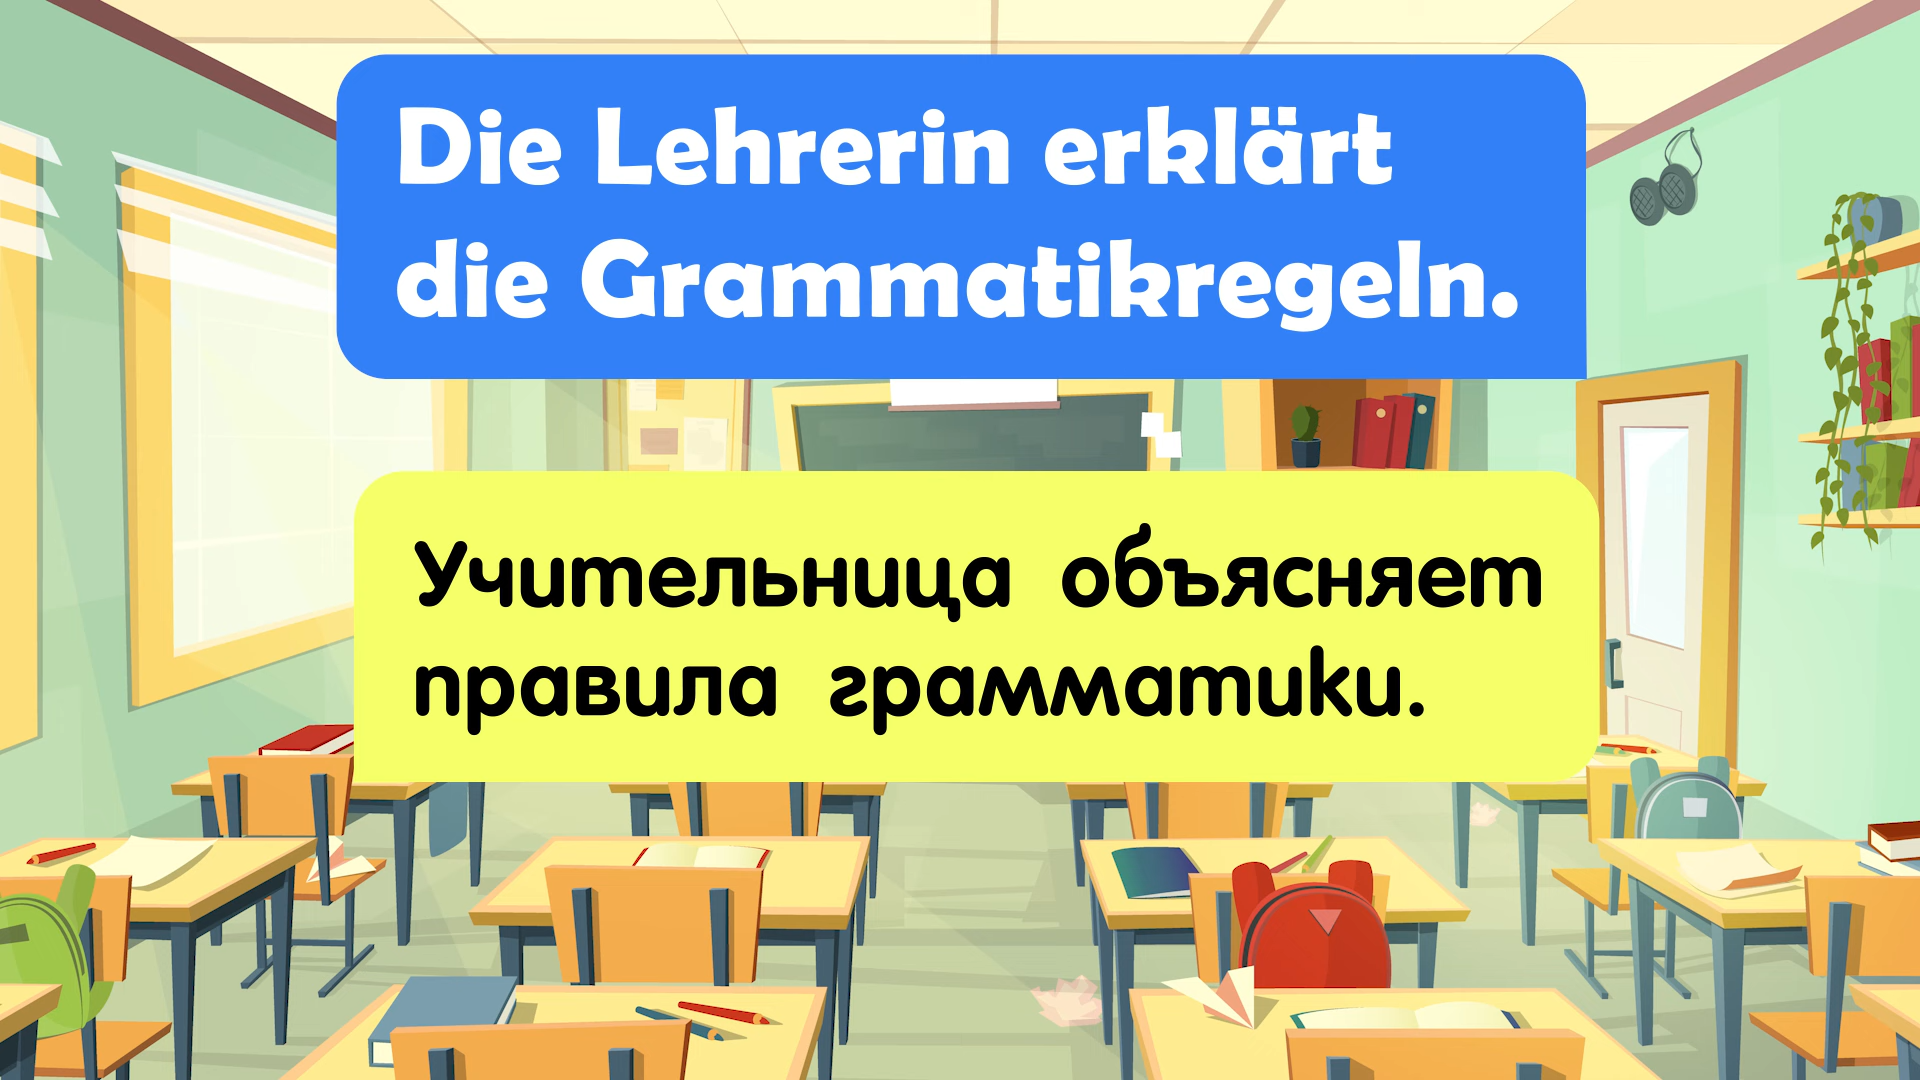 Die Lehrerin erklärt
die Grammatikregeln.
Учительница объясняет
правила грамматики.